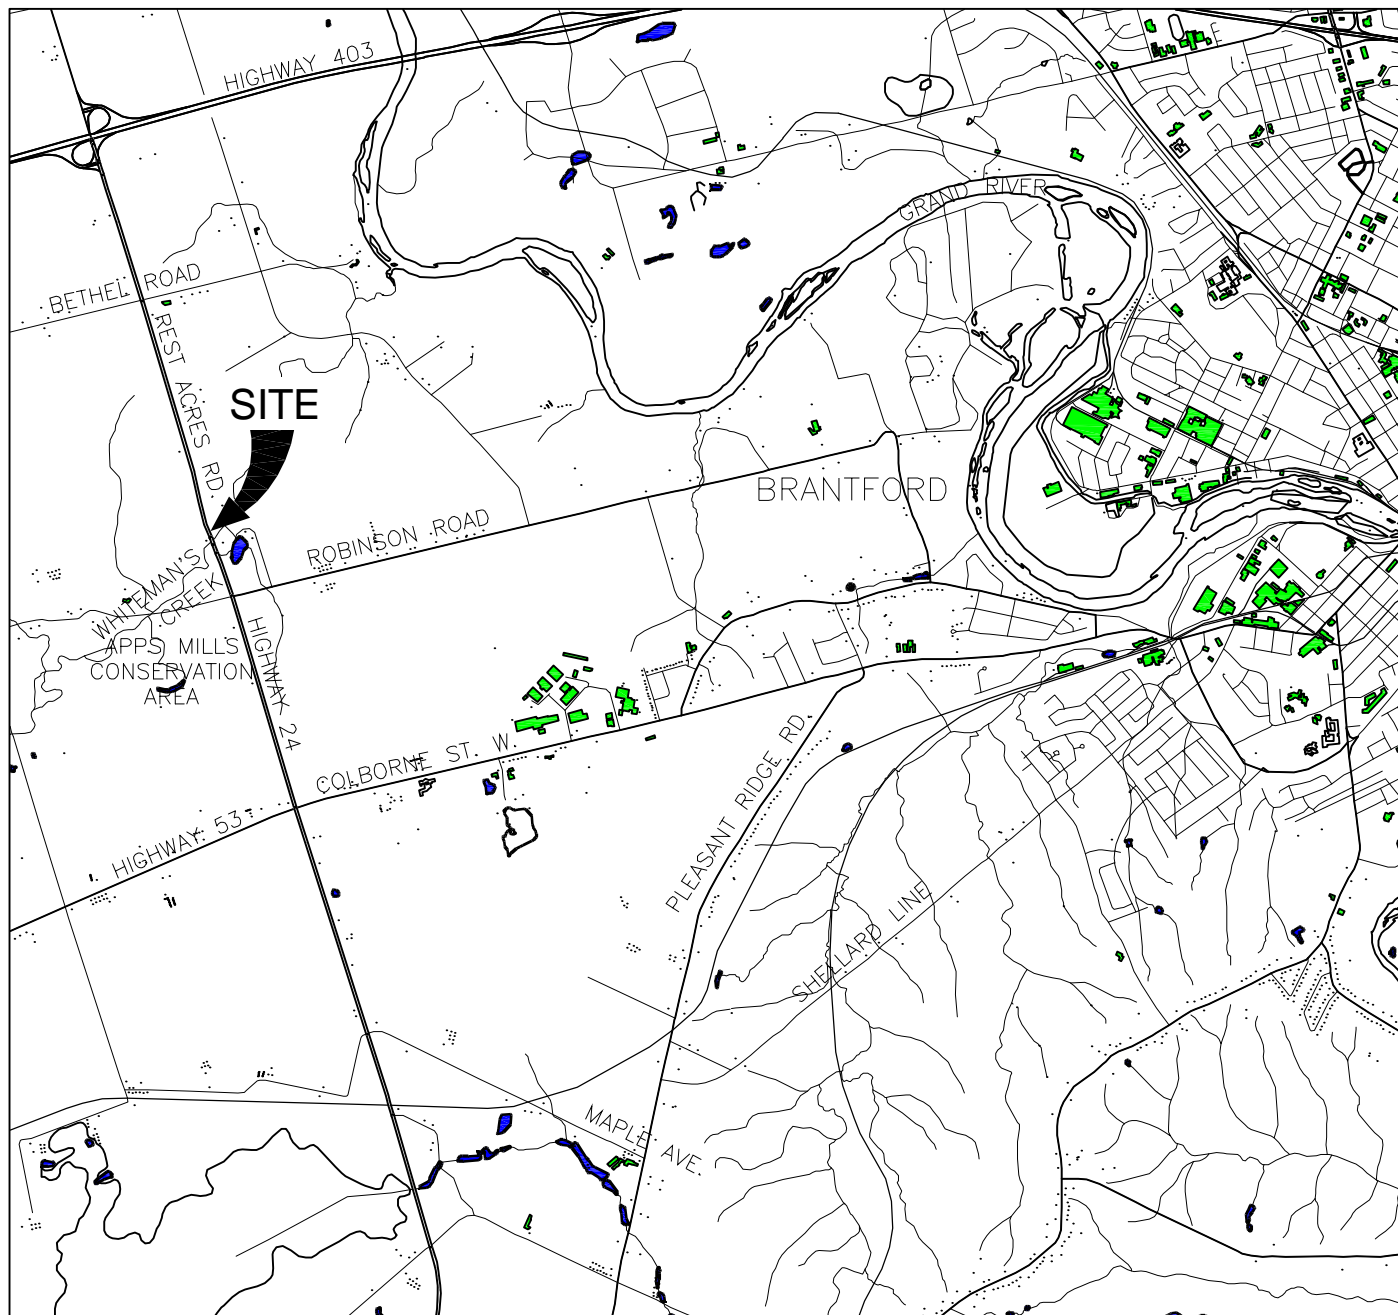 HIGHWAY 403
GRAND RIVER
BETHEL ROAD
REST ACRES RD
SITE
BRANTFORD
ROBINSON ROAD
WHITEMAN'S
CREEK
APPS MILLS
CONSERVATION
AREA
HIGHWAY 24
COLBORNE ST. W.
HIGHWAY 53
PLEASANT RIDGE RD.
SHELLARD LINE
MAPLE AVE.